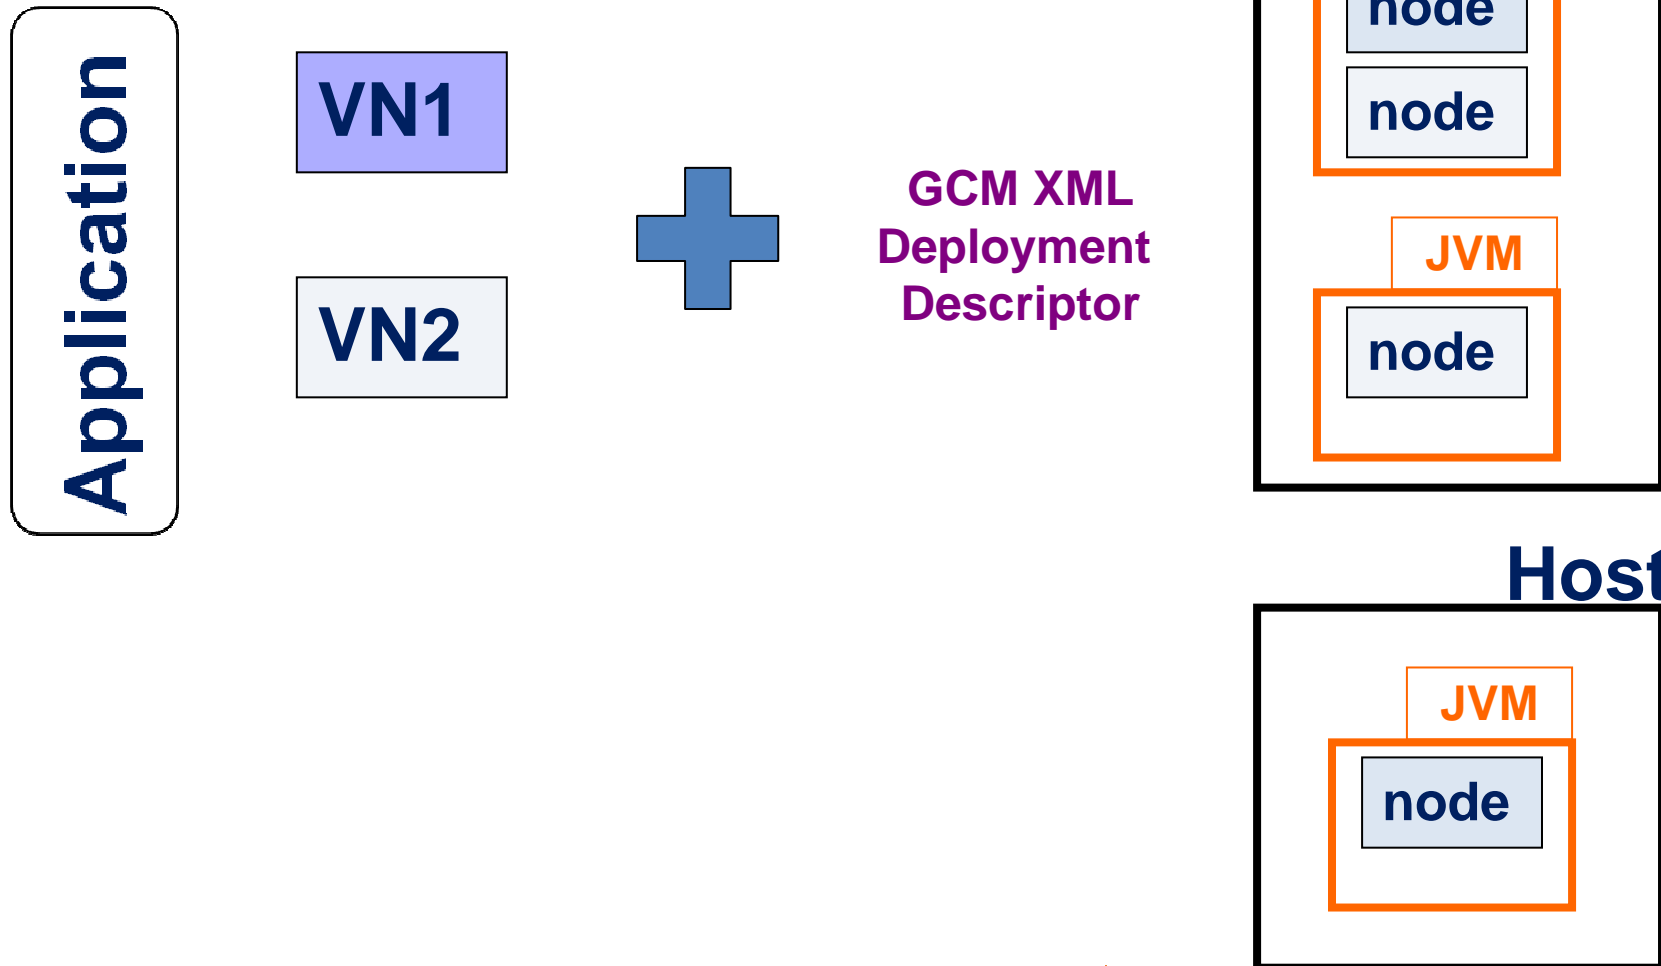 Application
VN1
VN2
GCM XML
Deployment
Descriptor
node
node
JVM
node
Host
JVM
node